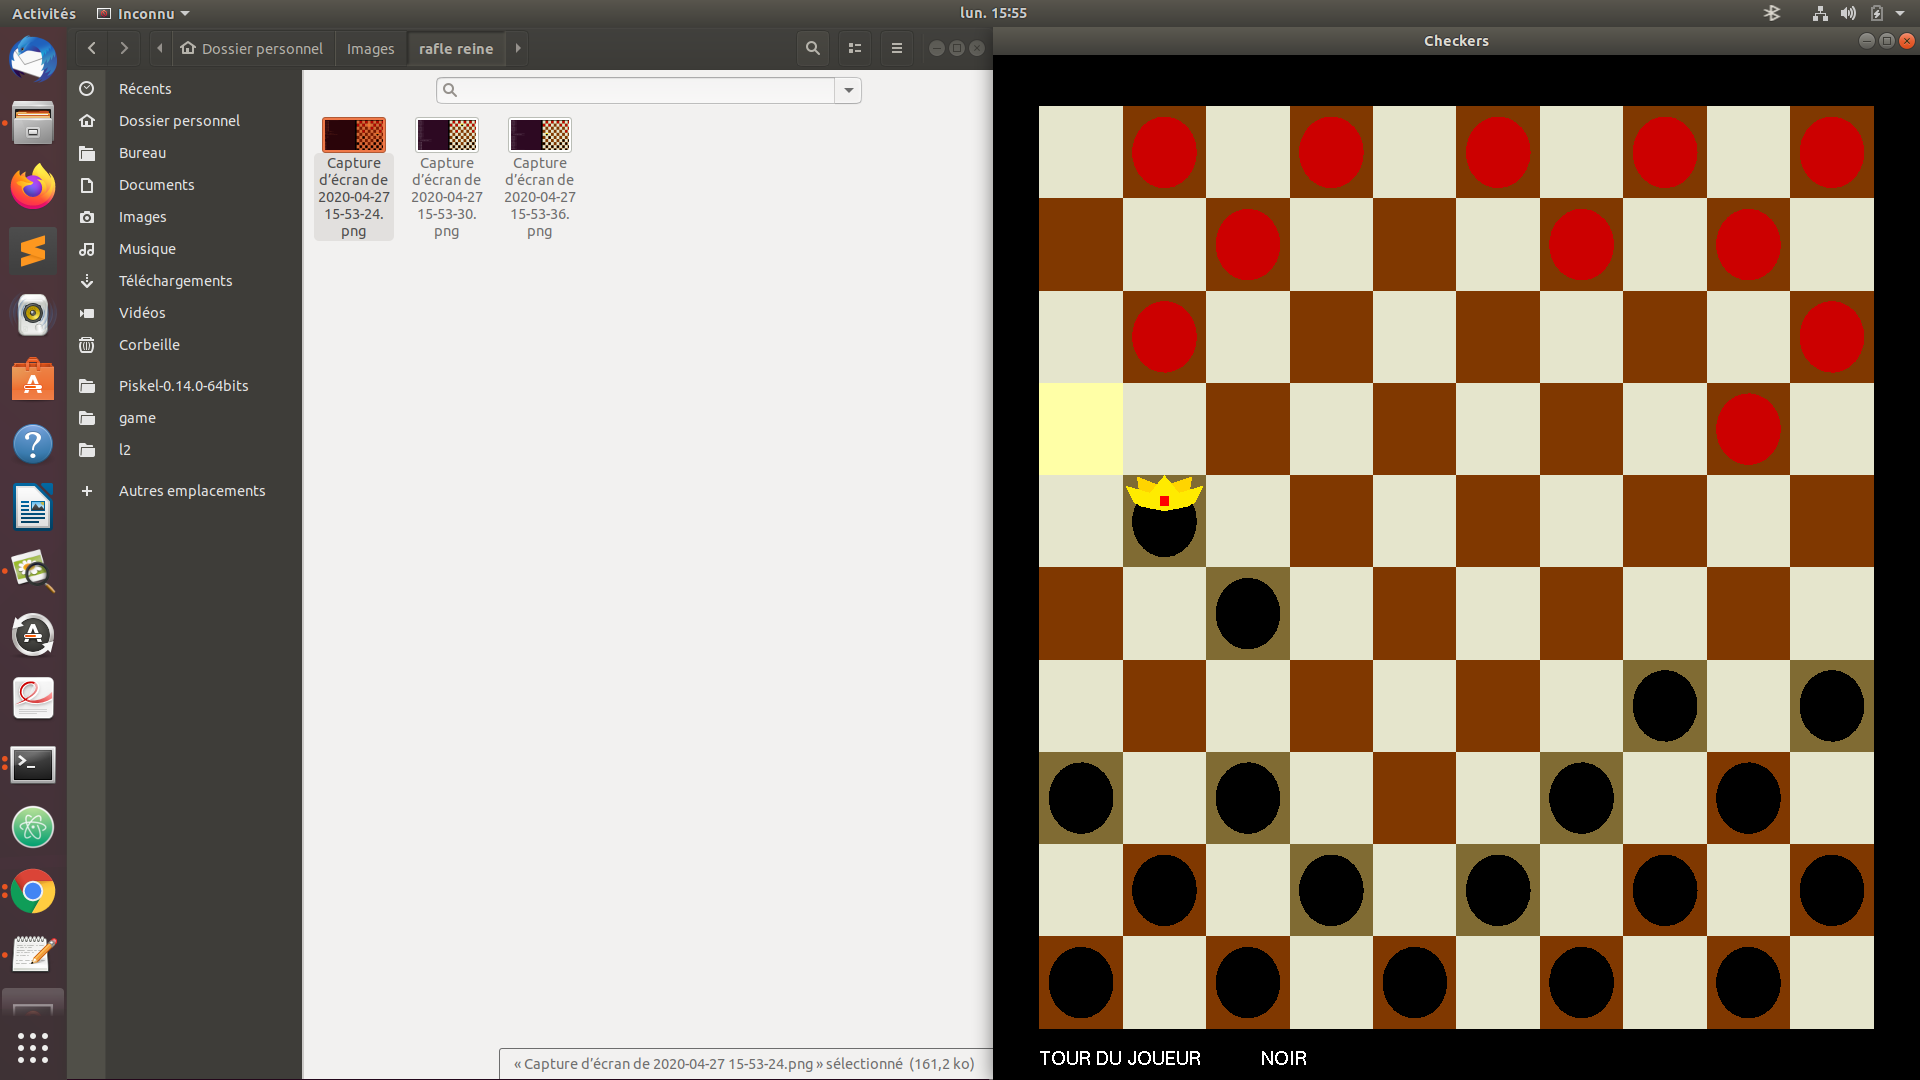 Activités
Inconnu
lun. 15:55
Dossier personnel
Images
rafle reine
Checkers
Récents
Dossier personnel
Bureau
Documents
Images
Musique
Téléchargements
Vidéos
Corbeille
Piskel-0.14.0-64bits
game
l2
Autres emplacements
Capture
d’écran de
2020-04-27
15-53-24.
png
Capture
d’écran de
2020-04-27
15-53-30.
png
Capture
d’écran de
2020-04-27
15-53-36.
png
« Capture d’écran de 2020-04-27 15-53-24.png » sélectionné (161,2 ko)
TOUR DU JOUEUR NOIR